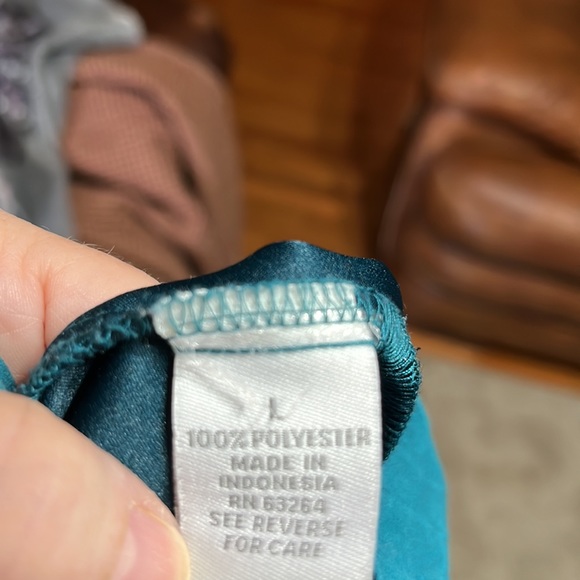 L
100% POLYESTER
MADE IN
INDONESIA
RN 63264
SEE REVERSE
FOR CARE